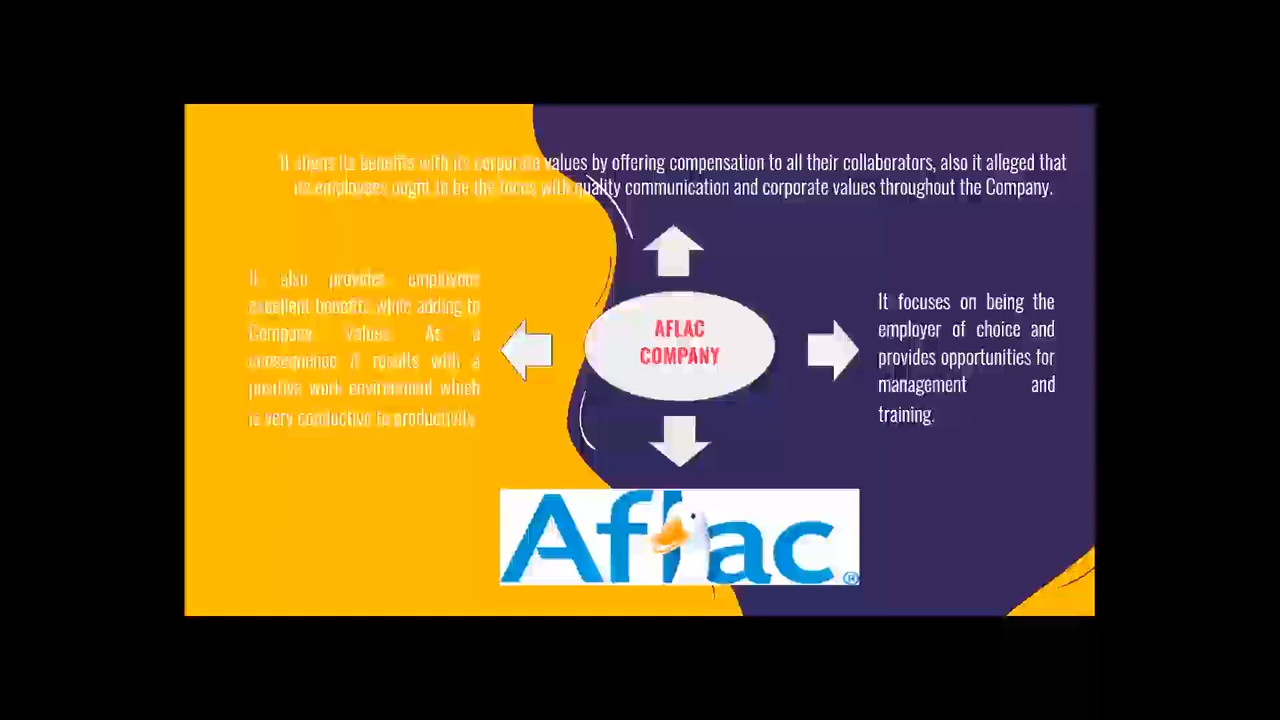 It aligns its benefits with its corporate values by offering compensation to all their collaborators, also it alleged that
its employees ought to be the focus with quality communication and corporate values throughout the Company.
It also provides employees
excellent benefits while adding to
Company values. As a
consequence it results with a
positive work environment which
is very conductive to productivity.
AFLAC
COMPANY
It focuses on being the
employer of choice and
provides opportunities for
management and
training.
Aflac®